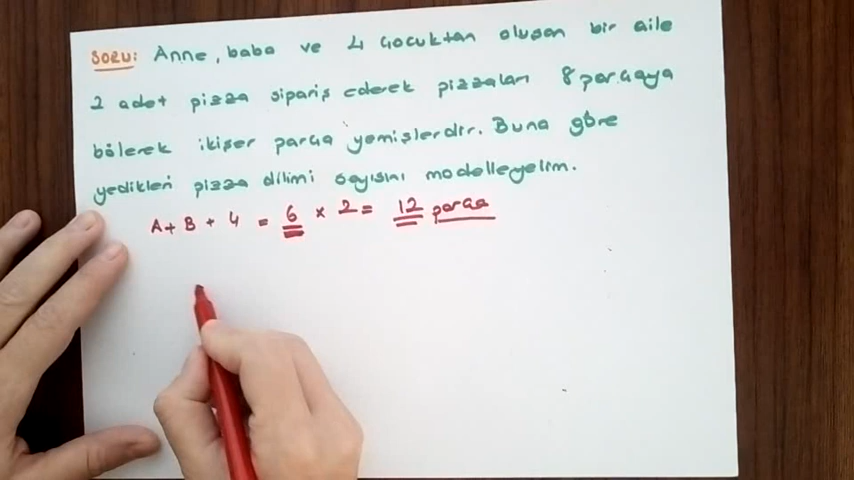 SORU: Anne, baba ve 4 çocuktan oluşan bir aile
2 adet pizza sipariş ederek pizzaları 8 parçaya
bölerek ikişer parça yemişlerdir. Buna göre
yedikleri pizza dilimi sayısını modelleyelim.
A+ B + 4 = 6 x 2 = 12 parça